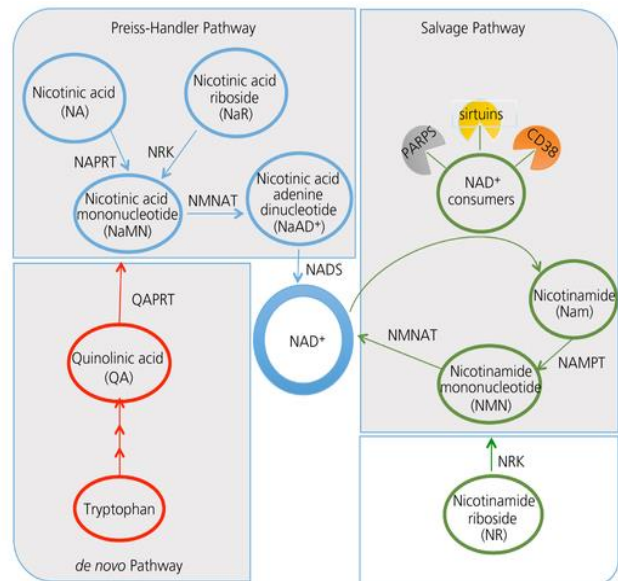 Preiss-Handler Pathway
Nicotinic acid
(NA)
Nicotinic acid
riboside
(NaR)
NAPRT
NRK
Nicotinic acid
mononucleotide
(NaMN)
NMNAT
Nicotinic acid
adenine
dinucleotide
(NaAD+)
NADS
NAD+
QAPRT
Quinolinic acid
(QA)
Tryptophan
de novo Pathway
Salvage Pathway
PARPS
sirtuins
CD38
NAD+
consumers
Nicotinamide
(Nam)
NAMPT
NMNAT
Nicotinamide
mononucleotide
(NMN)
NRK
Nicotinamide
riboside
(NR)